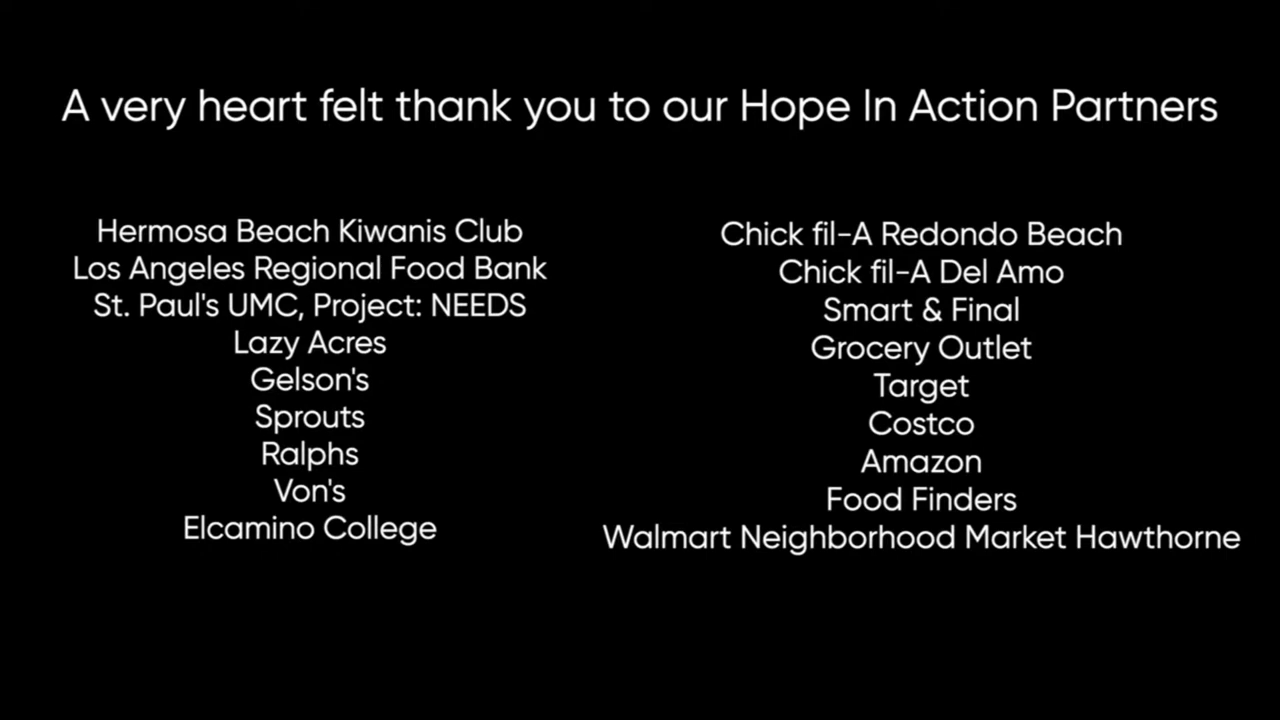 A very heart felt thank you to our Hope In Action Partners
Hermosa Beach Kiwanis Club
Los Angeles Regional Food Bank
St. Paul's UMC, Project: NEEDS
Lazy Acres
Gelson's
Sprouts
Ralphs
Von's
Elcamino College
Chick fil-A Redondo Beach
Chick fil-A Del Amo
Smart & Final
Grocery Outlet
Target
Costco
Amazon
Food Finders
Walmart Neighborhood Market Hawthorne